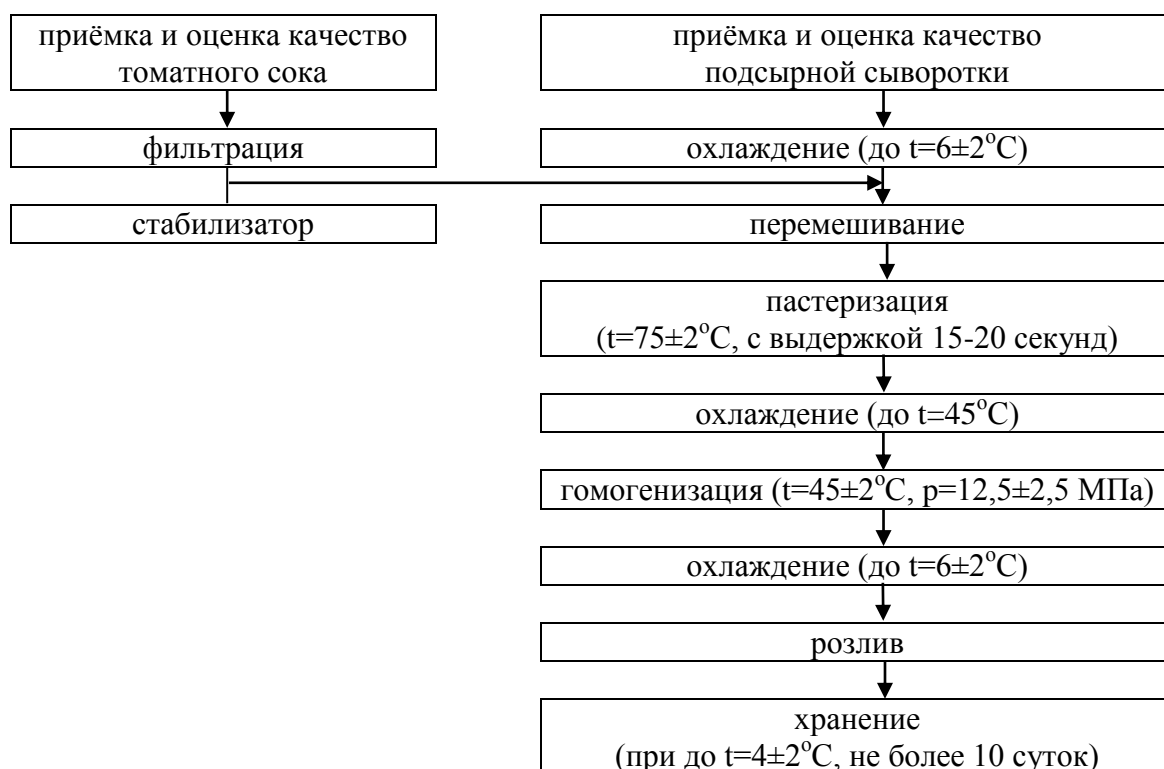 приёмка и оценка качество
томатного сока
фильтрация
стабилизатор
приёмка и оценка качество
подсырной сыворотки
охлаждение (до t=6±2°С)
перемешивание
пастеризация
(t=75±2°С, с выдержкой 15-20 секунд)
охлаждение (до t=45°С)
гомогенизация (t=45±2°С, р=12,5±2,5 МПа)
охлаждение (до t=6±2°С)
розлив
хранение
(при до t=4±2°С, не более 10 суток)